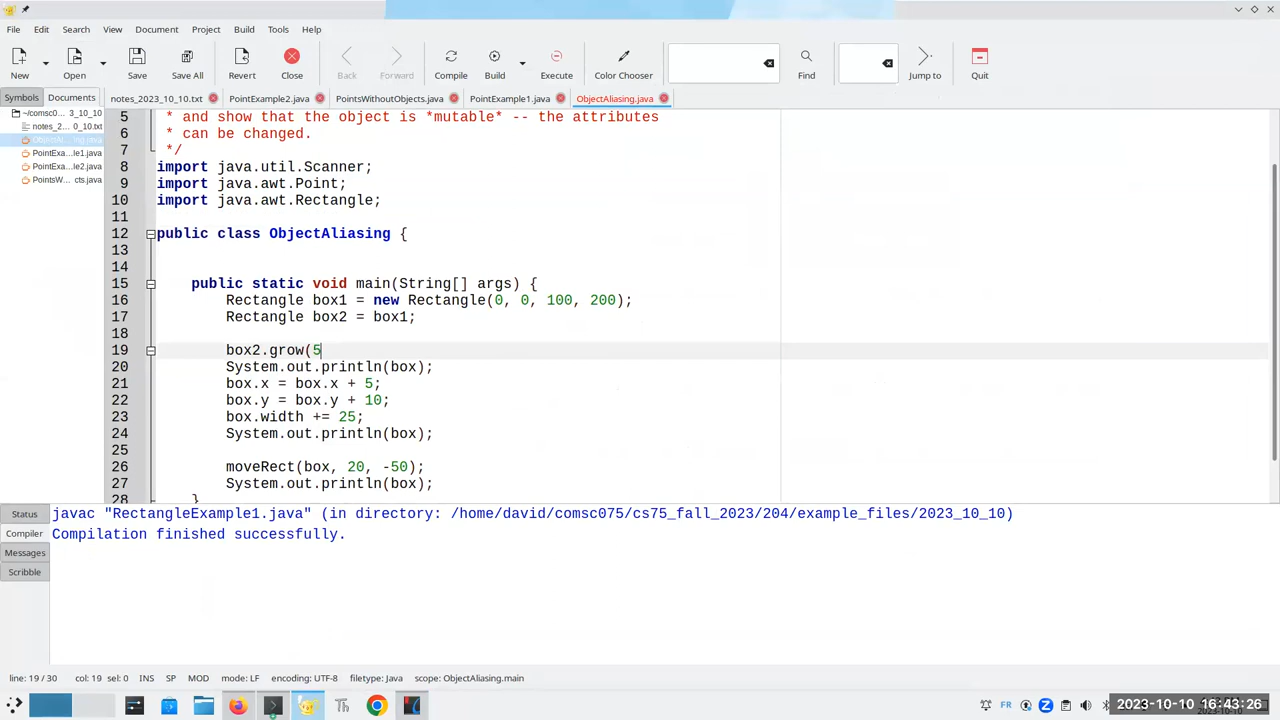 File Edit Search View Document Project Build Tools Help
New Open Save Save All Revert Close Back Forward Compile Build Execute Color Chooser Find Jump to Quit
Symbols Documents notes_2023_10_10.txt PointExample2.java PointsWithoutObjects.java PointExample1.java ObjectAliasing.java
~/comsc0... 3_10_10
notes_2... 0_10.txt
ObjectAl...ng.java
PointExa...le1.java
PointExa...le2.java
PointsW... cts.java
5 * and show that the object is *mutable* -- the attributes
6 * can be changed.
7 */
8 import java.util.Scanner;
9 import java.awt.Point;
10 import java.awt.Rectangle;
11
12 public class ObjectAliasing {
13
14
15 public static void main(String[] args) {
16 Rectangle box1 = new Rectangle(0, 0, 100, 200);
17 Rectangle box2 = box1;
18
19 box2.grow(5
20 System.out.println(box);
21 box.x = box.x + 5;
22 box.y = box.y + 10;
23 box.width += 25;
24 System.out.println(box);
25
26 moveRect(box, 20, -50);
27 System.out.println(box);
28 }
Status
Compiler
Messages
Scribble
javac "RectangleExample1.java" (in directory: /home/david/comsc075/cs75_fall_2023/204/example_files/2023_10_10)
Compilation finished successfully.
line: 19 / 30 col: 19 sel: 0 INS SP MOD mode: LF encoding: UTF-8 filetype: Java scope: ObjectAliasing.main
FR 2023-10-10 16:43:26